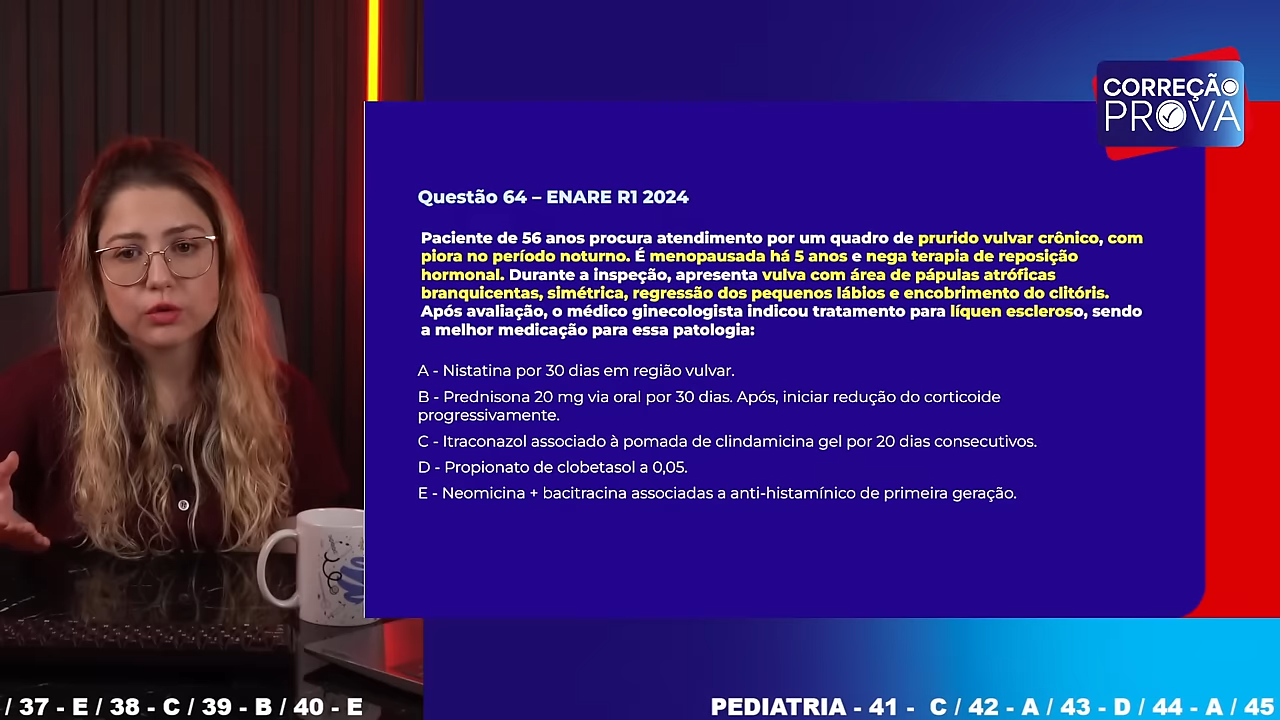 CORREÇÃO
PROVA
Questão 64 – ENARE R1 2024
Paciente de 56 anos procura atendimento por um quadro de prurido vulvar crônico, com
piora no período noturno. É menopausada há 5 anos e nega terapia de reposição
hormonal. Durante a inspeção, apresenta vulva com área de pápulas atróficas
branquicentas, simétrica, regressão dos pequenos lábios e encobrimento do clitóris.
Após avaliação, o médico ginecologista indicou tratamento para líquen escleroso, sendo
a melhor medicação para essa patologia:
A - Nistatina por 30 dias em região vulvar.
B - Prednisona 20 mg via oral por 30 dias. Após, iniciar redução do corticoide
progressivamente.
C - Itraconazol associado à pomada de clindamicina gel por 20 dias consecutivos.
D - Propionato de clobetasol a 0,05.
E - Neomicina + bacitracina associadas a anti-histamínico de primeira geração.
/ 37 - E / 38 - C / 39 - B / 40 - E
PEDIATRIA - 41 - C / 42 - A / 43 - D / 44 - A / 45